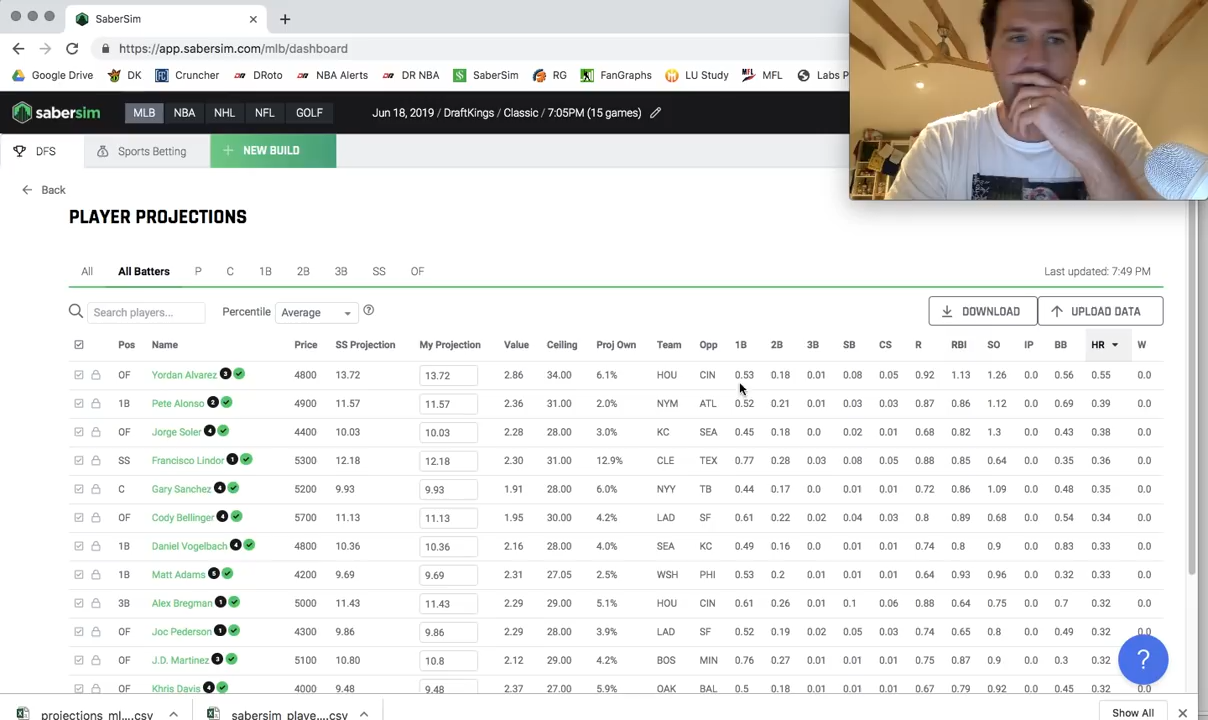 SaberSim
https://app.sabersim.com/mlb/dashboard
Google Drive DK Cruncher DRoto NBA Alerts DR NBA SaberSim RG FanGraphs LU Study MFL Labs P
sabersim MLB NBA NHL NFL GOLF Jun 18, 2019 / DraftKings / Classic / 7:05PM (15 games)
DFS Sports Betting + NEW BUILD
← Back
PLAYER PROJECTIONS
All All Batters P C 1B 2B 3B SS OF Last updated: 7:49 PM
Search players... Percentile Average ? DOWNLOAD UPLOAD DATA
Pos Name Price SS Projection My Projection Value Ceiling Proj Own Team Opp 1B 2B 3B SB CS R RBI SO IP BB HR W
OF Yordan Alvarez 3 4800 13.72 13.72 2.86 34.00 6.1% HOU CIN 0.53 0.18 0.01 0.08 0.05 0.92 1.13 1.26 0.0 0.56 0.55 0.0
1B Pete Alonso 2 4900 11.57 11.57 2.36 31.00 2.0% NYM ATL 0.52 0.21 0.01 0.03 0.03 0.87 0.86 1.12 0.0 0.69 0.39 0.0
OF Jorge Soler 4 4400 10.03 10.03 2.28 28.00 3.0% KC SEA 0.45 0.18 0.0 0.02 0.01 0.68 0.82 1.3 0.0 0.43 0.38 0.0
SS Francisco Lindor 1 5300 12.18 12.18 2.30 31.00 12.9% CLE TEX 0.77 0.28 0.03 0.08 0.05 0.88 0.85 0.64 0.0 0.35 0.36 0.0
C Gary Sanchez 4 5200 9.93 9.93 1.91 28.00 6.0% NYY TB 0.44 0.17 0.0 0.01 0.01 0.72 0.86 1.09 0.0 0.48 0.35 0.0
OF Cody Bellinger 4 5700 11.13 11.13 1.95 30.00 4.2% LAD SF 0.61 0.22 0.02 0.04 0.03 0.8 0.89 0.68 0.0 0.54 0.34 0.0
1B Daniel Vogelbach 4 4800 10.36 10.36 2.16 28.00 4.0% SEA KC 0.49 0.16 0.0 0.01 0.01 0.74 0.8 0.9 0.0 0.83 0.33 0.0
1B Matt Adams 5 4200 9.69 9.69 2.31 27.05 2.5% WSH PHI 0.53 0.2 0.01 0.01 0.01 0.64 0.93 0.96 0.0 0.32 0.33 0.0
3B Alex Bregman 1 5000 11.43 11.43 2.29 29.00 5.1% HOU CIN 0.61 0.26 0.01 0.1 0.06 0.88 0.64 0.75 0.0 0.7 0.32 0.0
OF Joc Pederson 1 4300 9.86 9.86 2.29 28.00 3.9% LAD SF 0.52 0.19 0.02 0.05 0.03 0.74 0.65 0.8 0.0 0.49 0.32 0.0
OF J.D. Martinez 3 5100 10.80 10.8 2.12 29.00 4.2% BOS MIN 0.76 0.27 0.01 0.01 0.01 0.75 0.87 0.9 0.0 0.3 0.32
OF Khris Davis 4 4000 9.48 9.48 2.37 27.00 5.9% OAK BAL 0.5 0.18 0.01 0.01 0.01 0.67 0.79 0.92 0.0 0.45 0.32 0.0
?
projections_ml....csv sabersim_playe....csv Show All